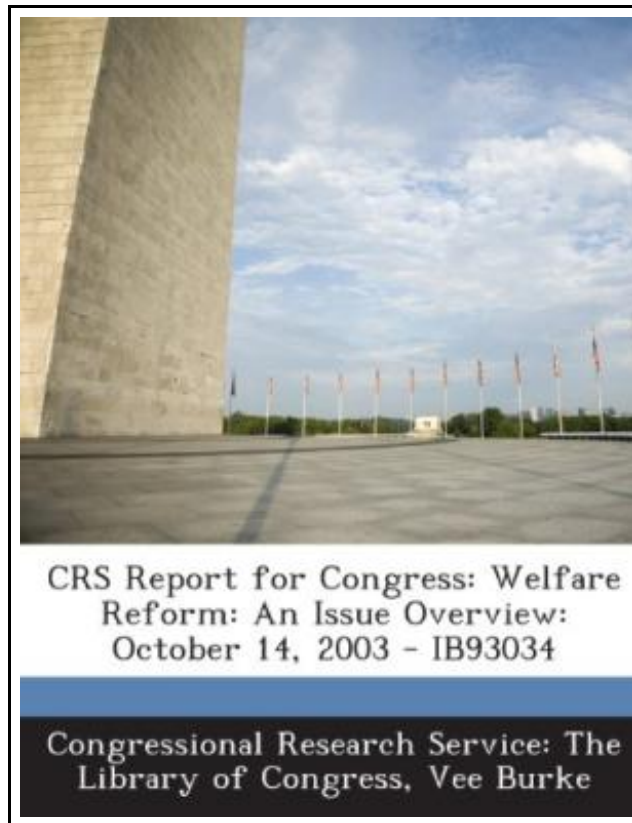 CRS Report for Congress: Welfare
Reform: An Issue Overview:
October 14, 2003 - IB93034
Congressional Research Service: The
Library of Congress, Vee Burke